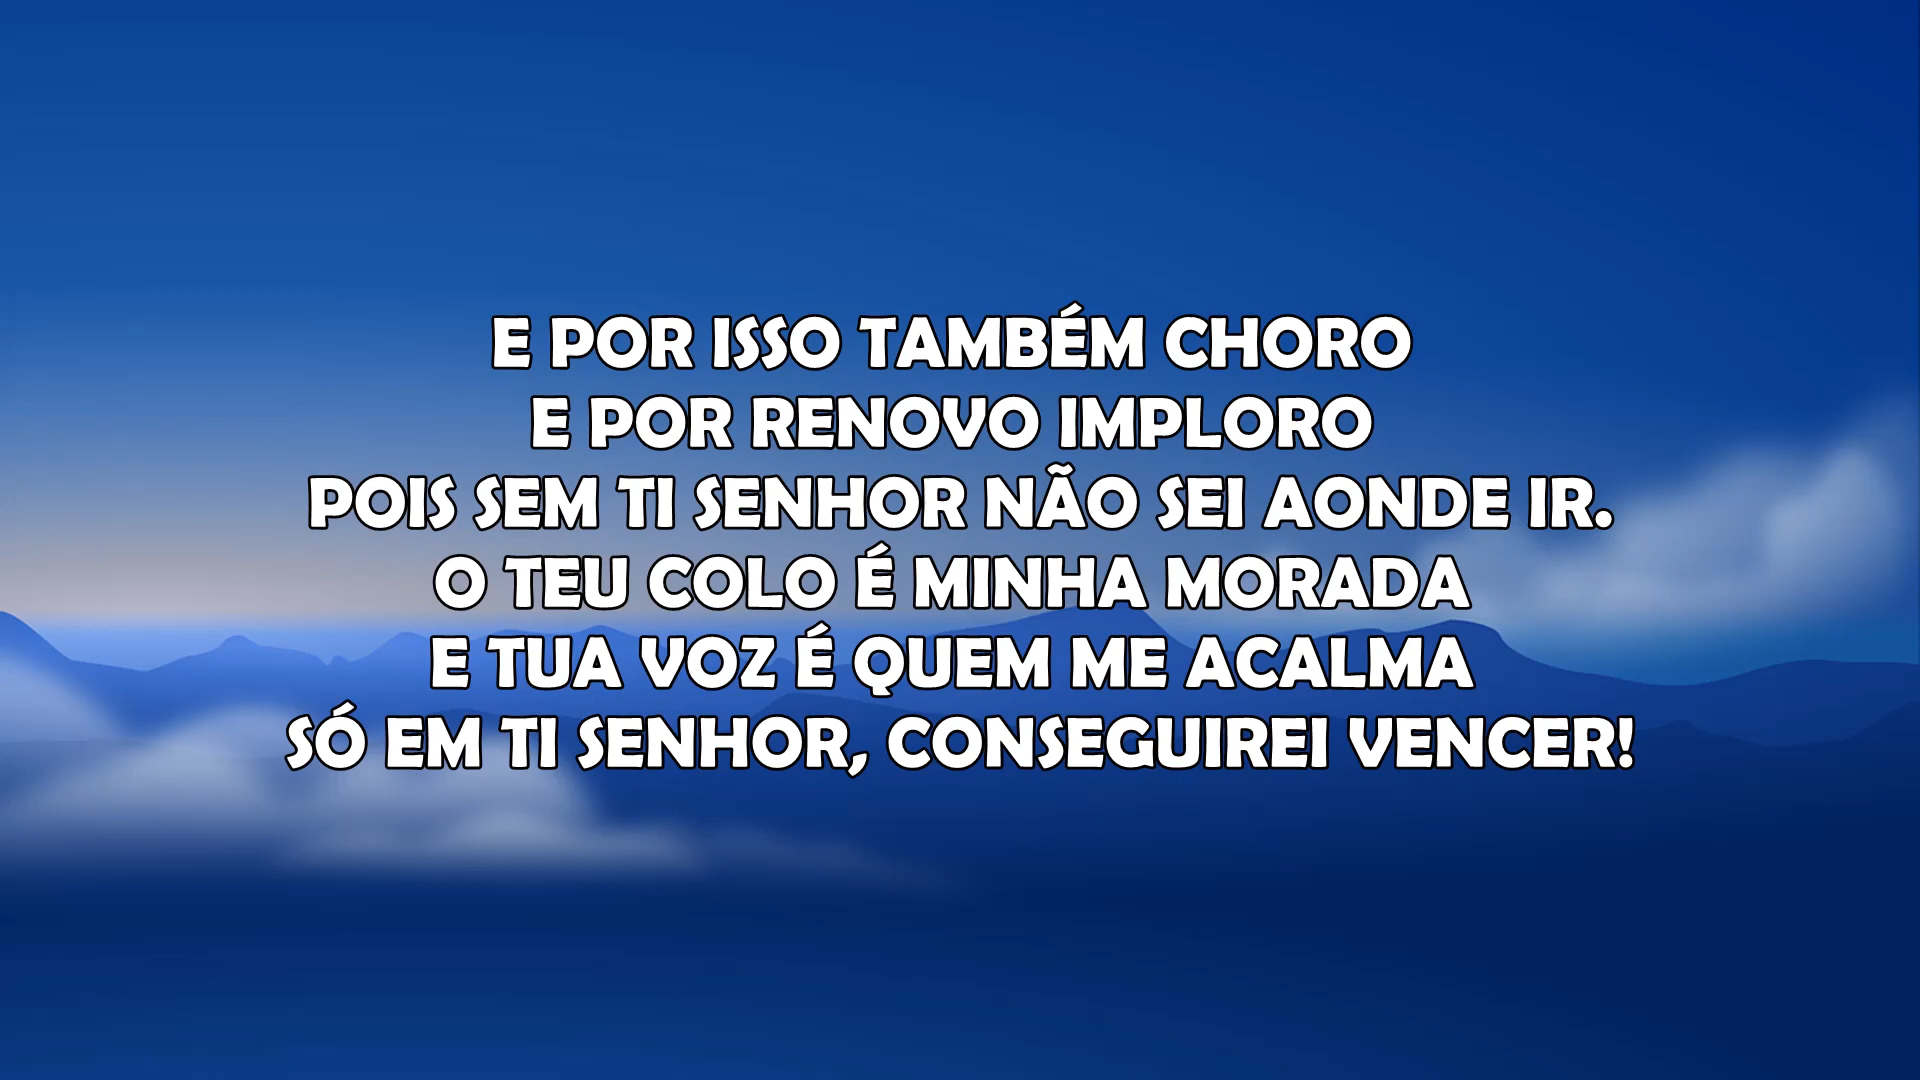 E POR ISSO TAMBÉM CHORO
E POR RENOVO IMPLORO
POIS SEM TI SENHOR NÃO SEI AONDE IR.
O TEU COLO É MINHA MORADA
E TUA VOZ É QUEM ME ACALMA
SÓ EM TI SENHOR, CONSEGUIREI VENCER!